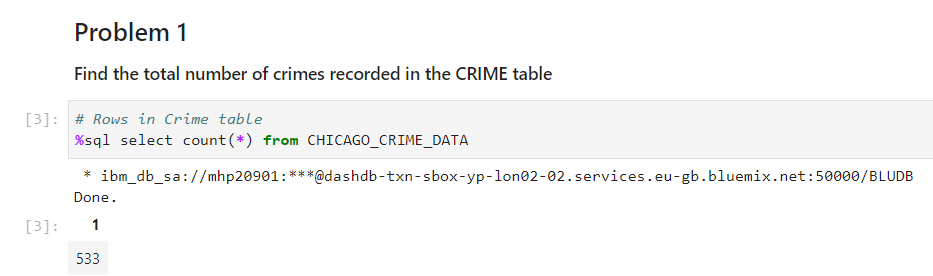 Problem 1
Find the total number of crimes recorded in the CRIME table
[3]: # Rows in Crime table
%sql select count(*) from CHICAGO_CRIME_DATA
* ibm_db_sa://mhp20901:***@dashdb-txn-sbox-yp-lon02-02.services.eu-gb.bluemix.net:50000/BLUDB
Done.
[3]: 1
533